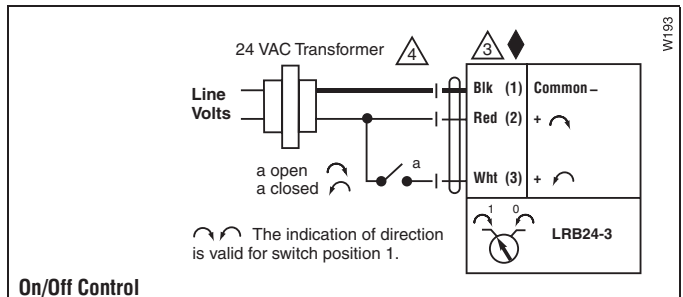 W193
24 VAC Transformer
4
3
Line
Volts
Blk (1) Common –
Red (2) +
a
a open
a closed
Wht (3) +
1 0
LRB24-3
The indication of direction
is valid for switch position 1.
On/Off Control